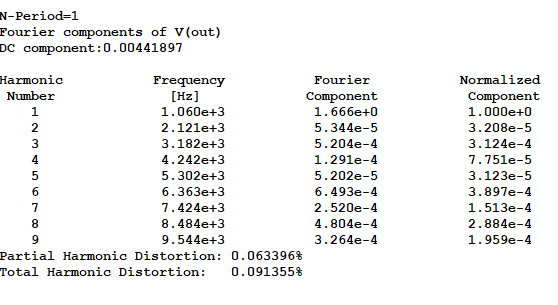 N-Period=1
Fourier components of V(out)
DC component:0.00441897
Harmonic Frequency Fourier Normalized
Number [Hz] Component Component
1 1.060e+3 1.666e+0 1.000e+0
2 2.121e+3 5.344e-5 3.208e-5
3 3.182e+3 5.204e-4 3.124e-4
4 4.242e+3 1.291e-4 7.751e-5
5 5.302e+3 5.202e-5 3.123e-5
6 6.363e+3 6.493e-4 3.897e-4
7 7.424e+3 2.520e-4 1.513e-4
8 8.484e+3 4.804e-4 2.884e-4
9 9.544e+3 3.264e-4 1.959e-4
Partial Harmonic Distortion: 0.063396%
Total Harmonic Distortion: 0.091355%